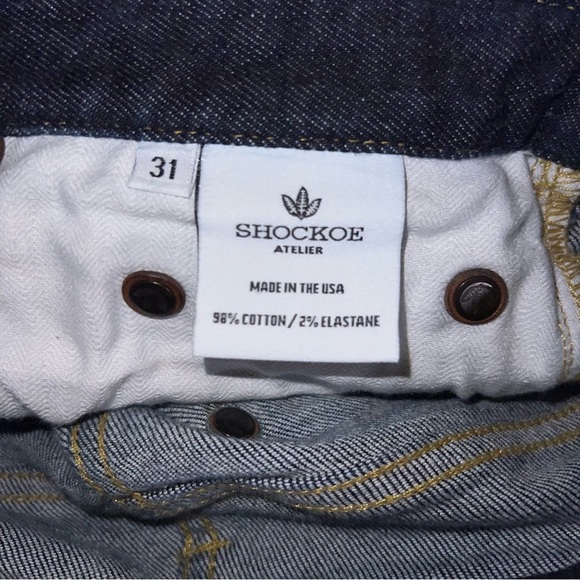 31
SHOCKOE
ATELIER
MADE IN THE USA
98% COTTON / 2% ELASTANE